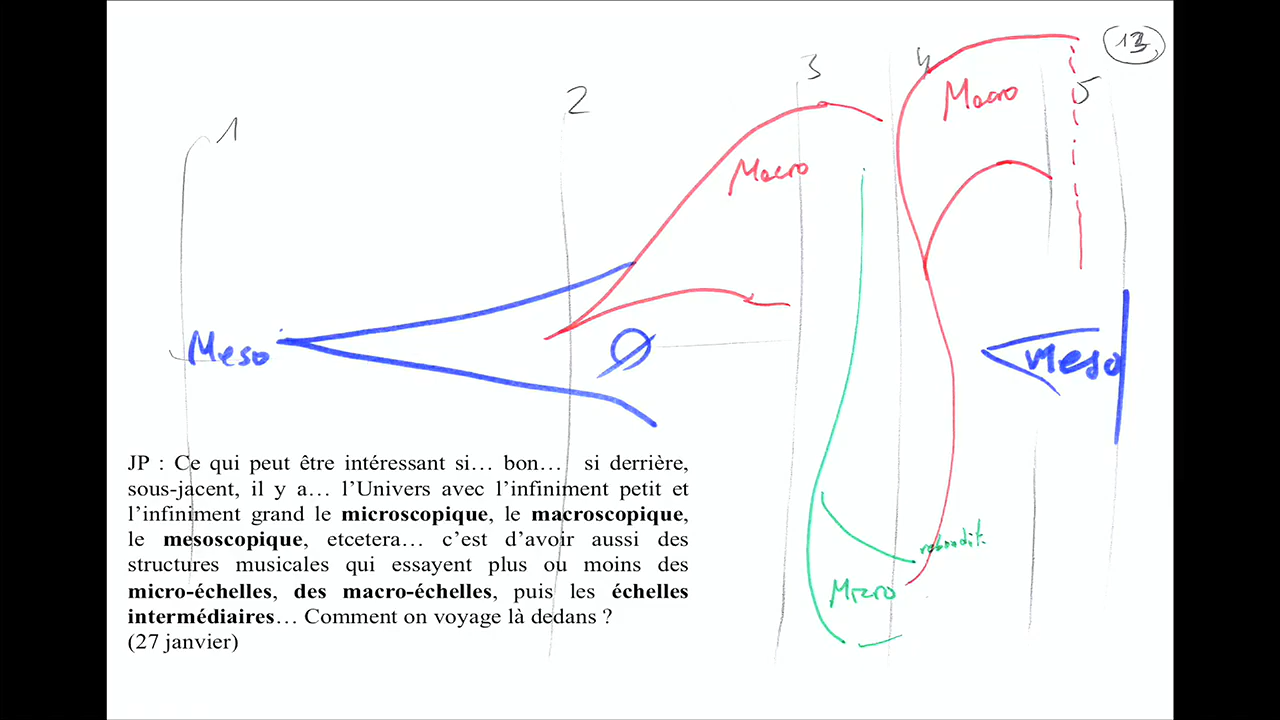 13
3
4
Macro
5
2
1
Macro
Meso
Ø
meso
JP : Ce qui peut être intéressant si… bon… si derrière,
sous-jacent, il y a… l’Univers avec l’infiniment petit et
l’infiniment grand le microscopique, le macroscopique,
le mesoscopique, etcetera… c’est d’avoir aussi des
structures musicales qui essayent plus ou moins des
micro-échelles, des macro-échelles, puis les échelles
intermédiaires… Comment on voyage là dedans ?
(27 janvier)
Micro